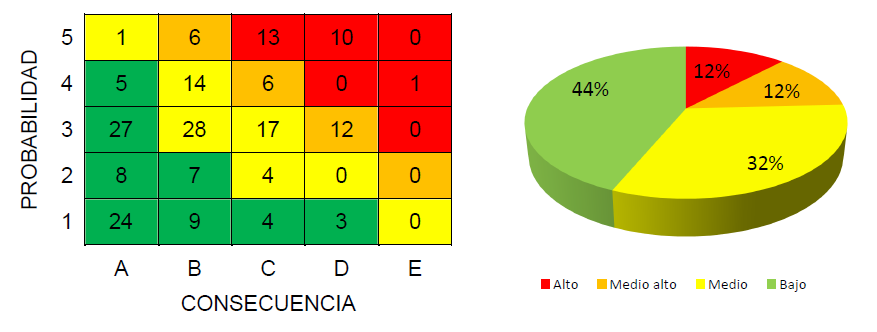 PROBABILIDAD
5 1 6 13 10 0
4 5 14 6 0 1
3 27 28 17 12 0
2 8 7 4 0 0
1 24 9 4 3 0
A B C D E
CONSECUENCIA
12%
12%
32%
44%
Alto Medio alto Medio Bajo